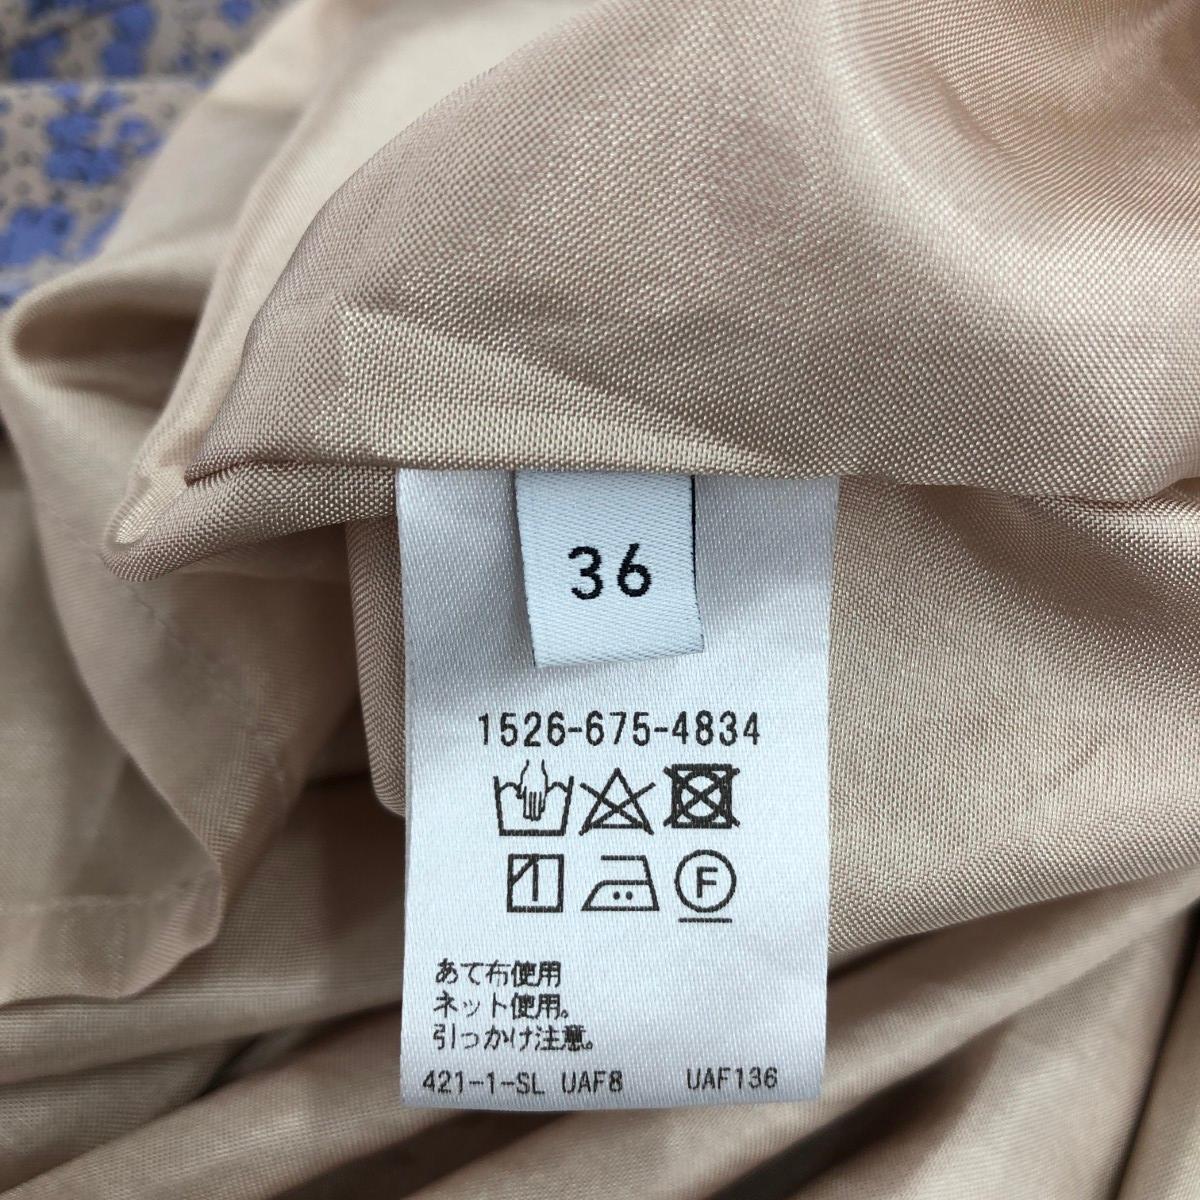 36
1526-675-4834
F
あて布使用
ネット使用。
引っかけ注意。
421-1-SL UAF8 UAF136